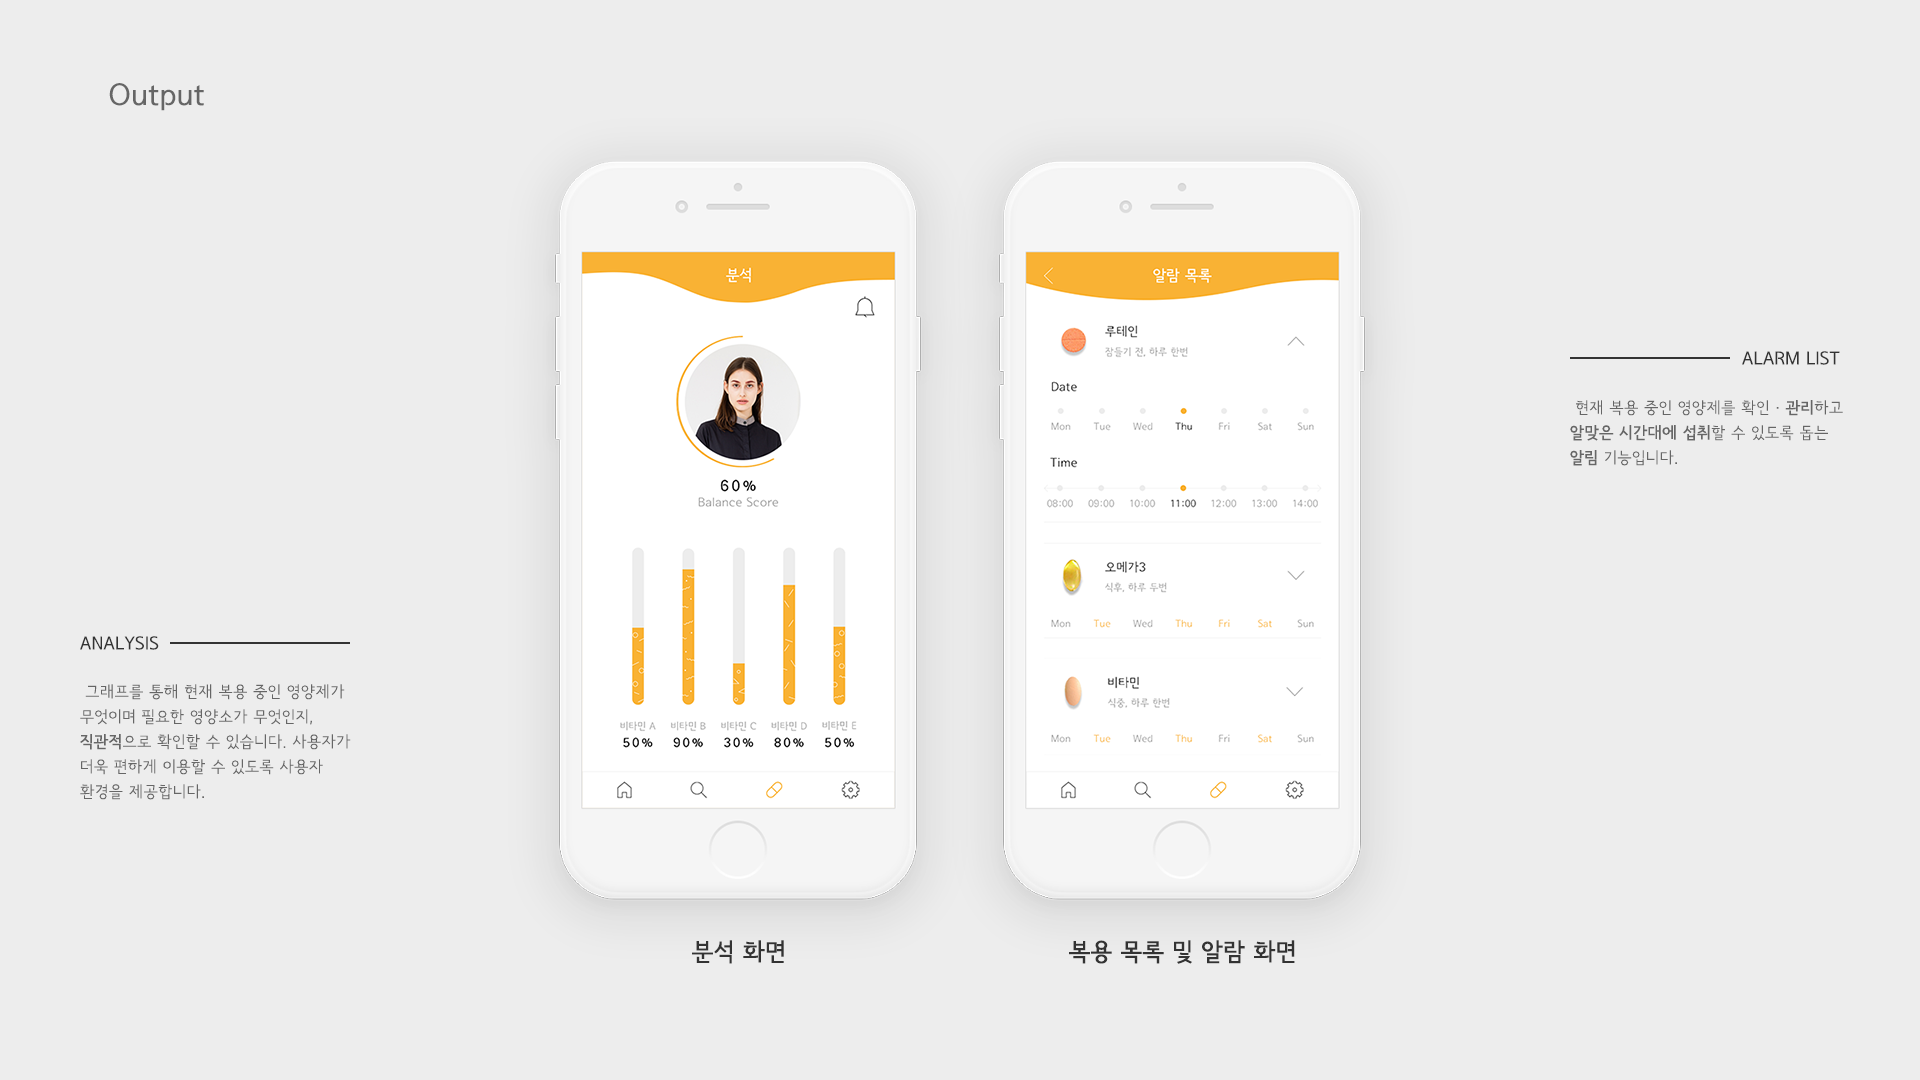 Output
분석
60%
Balance Score
비타민 A 비타민 B 비타민 C 비타민 D 비타민 E
50% 90% 30% 80% 50%
분석 화면
알람 목록
루테인
잠들기 전, 하루 한번
Date
Mon Tue Wed Thu Fri Sat Sun
Time
08:00 09:00 10:00 11:00 12:00 13:00 14:00
오메가3
식후, 하루 두번
Mon Tue Wed Thu Fri Sat Sun
비타민
식중, 하루 한번
Mon Tue Wed Thu Fri Sat Sun
복용 목록 및 알람 화면
ANALYSIS
그래프를 통해 현재 복용 중인 영양제가
무엇이며 필요한 영양소가 무엇인지,
직관적으로 확인할 수 있습니다. 사용자가
더욱 편하게 이용할 수 있도록 사용자
환경을 제공합니다.
ALARM LIST
현재 복용 중인 영양제를 확인 · 관리하고
알맞은 시간대에 섭취할 수 있도록 돕는
알림 기능입니다.